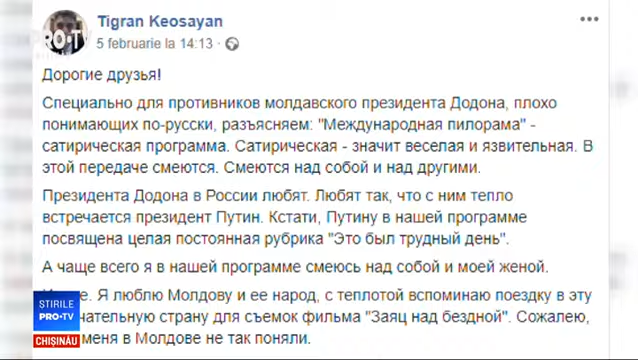 Tigran Keosayan
5 februarie la 14:13
PRO•TV
Дорогие друзья!
Специально для противников молдавского президента Додона, плохо
понимающих по-русски, разъясняем: "Международная пилорама" -
сатирическая программа. Сатирическая - значит веселая и язвительная. В
этой передаче смеются. Смеются над собой и над другими.
Президента Додона в России любят. Любят так, что с ним тепло
встречается президент Путин. Кстати, Путину в нашей программе
посвящена целая постоянная рубрика "Это был трудный день".
А чаще всего я в нашей программе смеюсь над собой и моей женой.
Я люблю Молдову и ее народ, с теплотой вспоминаю поездку в эту
чательную страну для съемок фильма "Заяц над бездной". Сожалею,
меня в Молдове не так поняли.
ȘTIRILE
PRO•TV
CHIȘINĂU